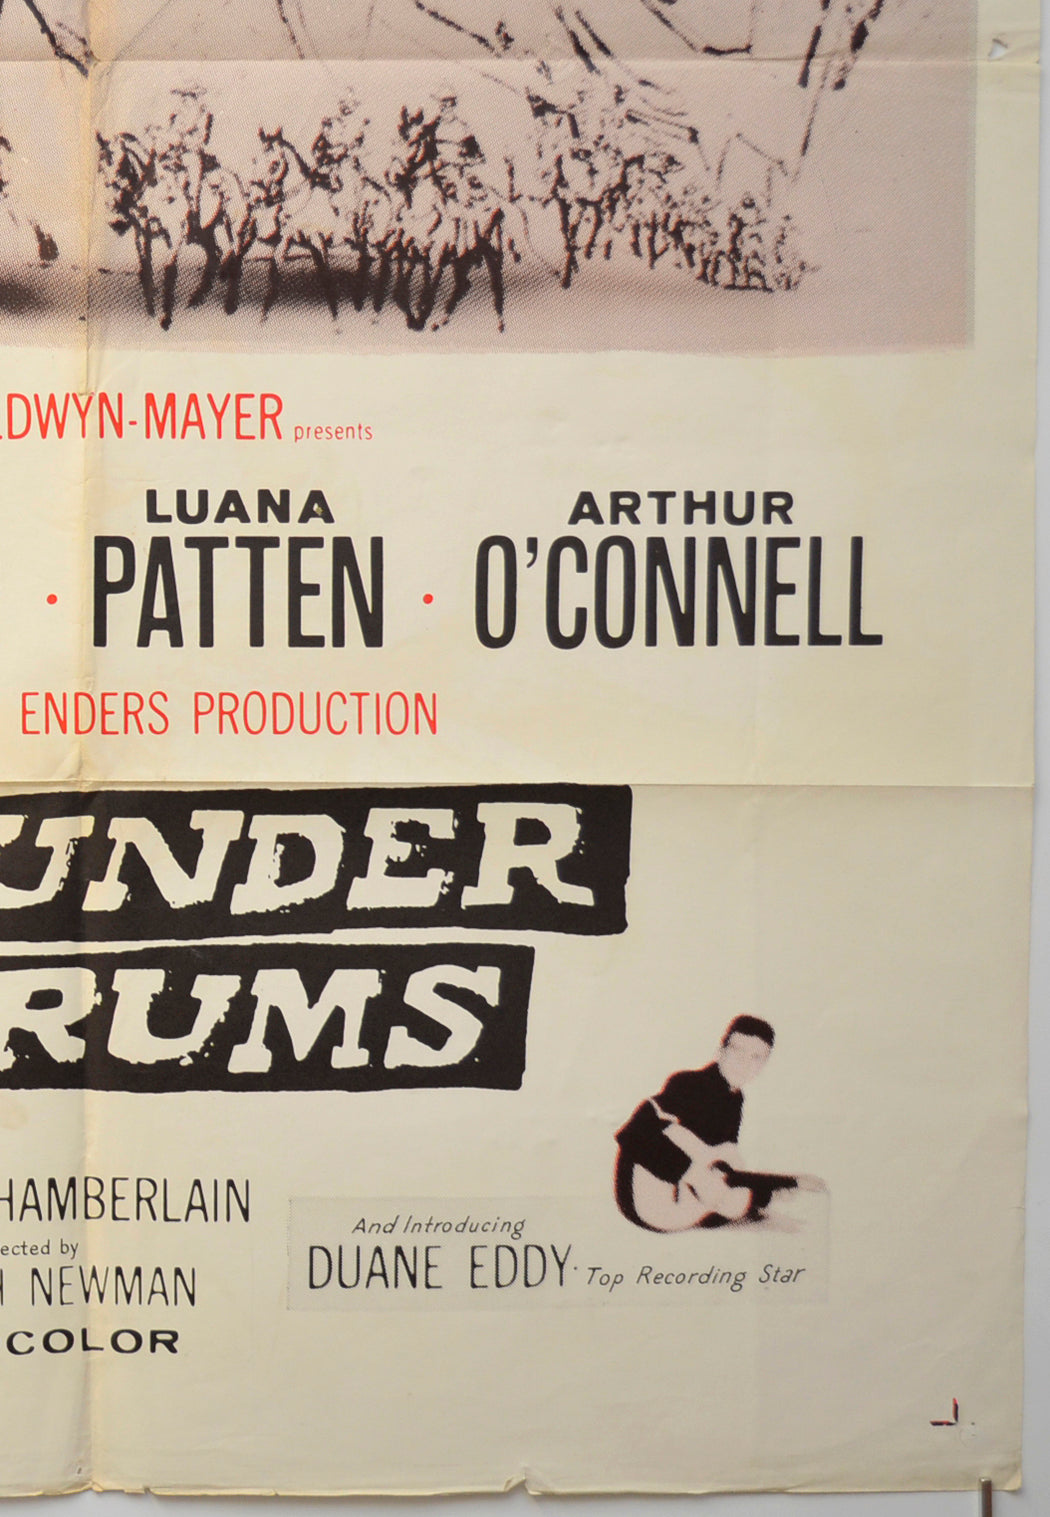 LDWYN-MAYER presents
LUANA ARTHUR
PATTEN · O'CONNELL
ENDERS PRODUCTION
UNDER
RUMS
HAMBERLAIN
ected by
H NEWMAN
COLOR
And Introducing
DUANE EDDY· Top Recording Star